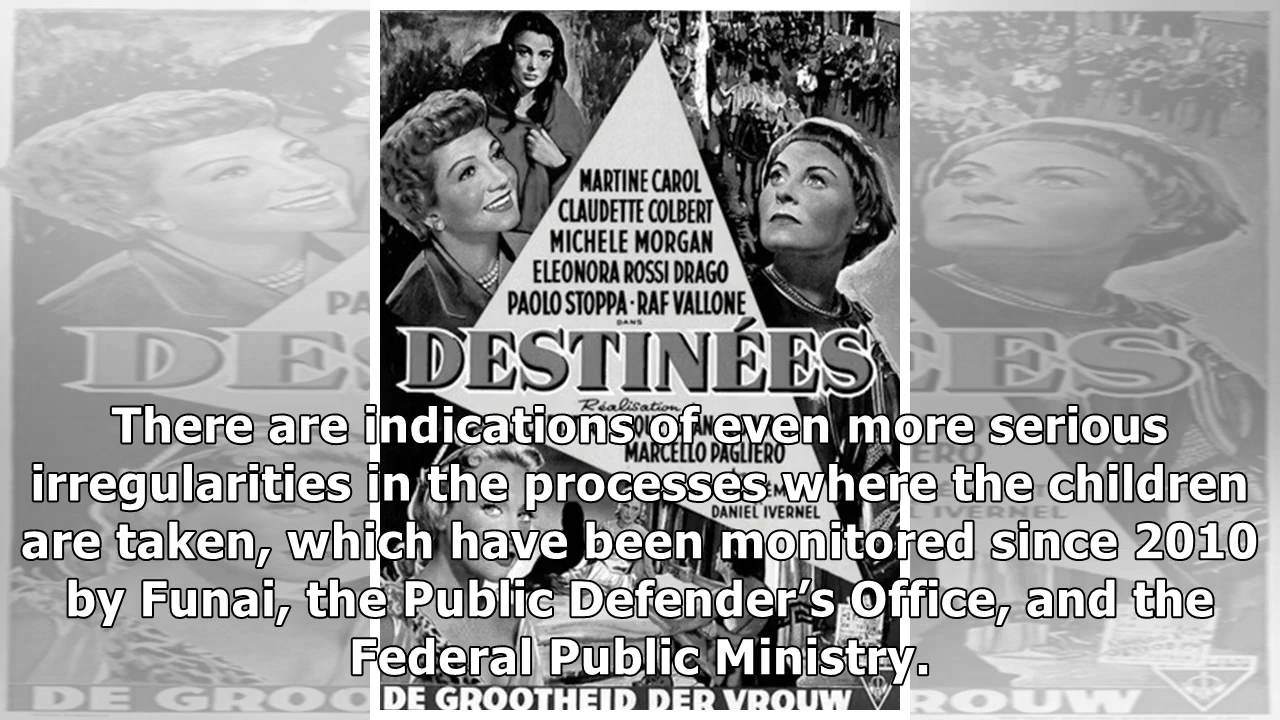 MARTINE CAROL
CLAUDETTE COLBERT
MICHELE MORGAN
ELEONORA ROSSI DRAGO
PAOLO STOPPA · RAF VALLONE
DANS
DESTINÉES
Réalisation
MARCELLO PAGLIERO
DANIEL IVERNEL
There are indications of even more serious
irregularities in the processes where the children
are taken, which have been monitored since 2010
by Funai, the Public Defender’s Office, and the
Federal Public Ministry.
DE GROOTHEID DER VROUW